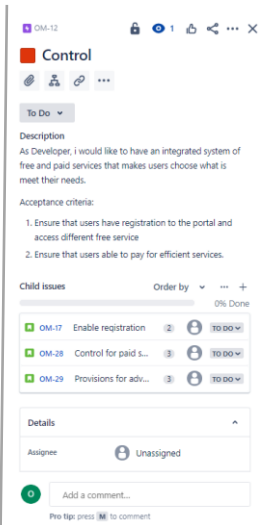 OM-12
1
Control
To Do
Description
As Developer, i would like to have an integrated system of
free and paid services that makes users choose what is
meet their needs.
Acceptance criteria:
1. Ensure that users have registration to the portal and
access different free service
2. Ensure that users able to pay for efficient services.
Child issues
Order by
0% Done
OM-17 Enable registration 2 TO DO
OM-28 Control for paid s... 3 TO DO
OM-29 Provisions for adv... 3 TO DO
Details
Assignee Unassigned
O Add a comment...
Pro tip: press M to comment